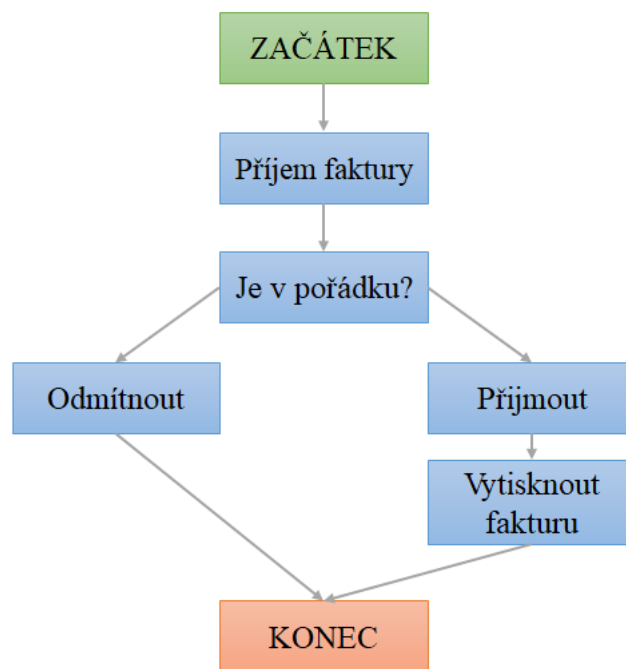 ZAČÁTEK
Příjem faktury
Je v pořádku?
Odmítnout
Přijmout
Vytisknout
fakturu
KONEC